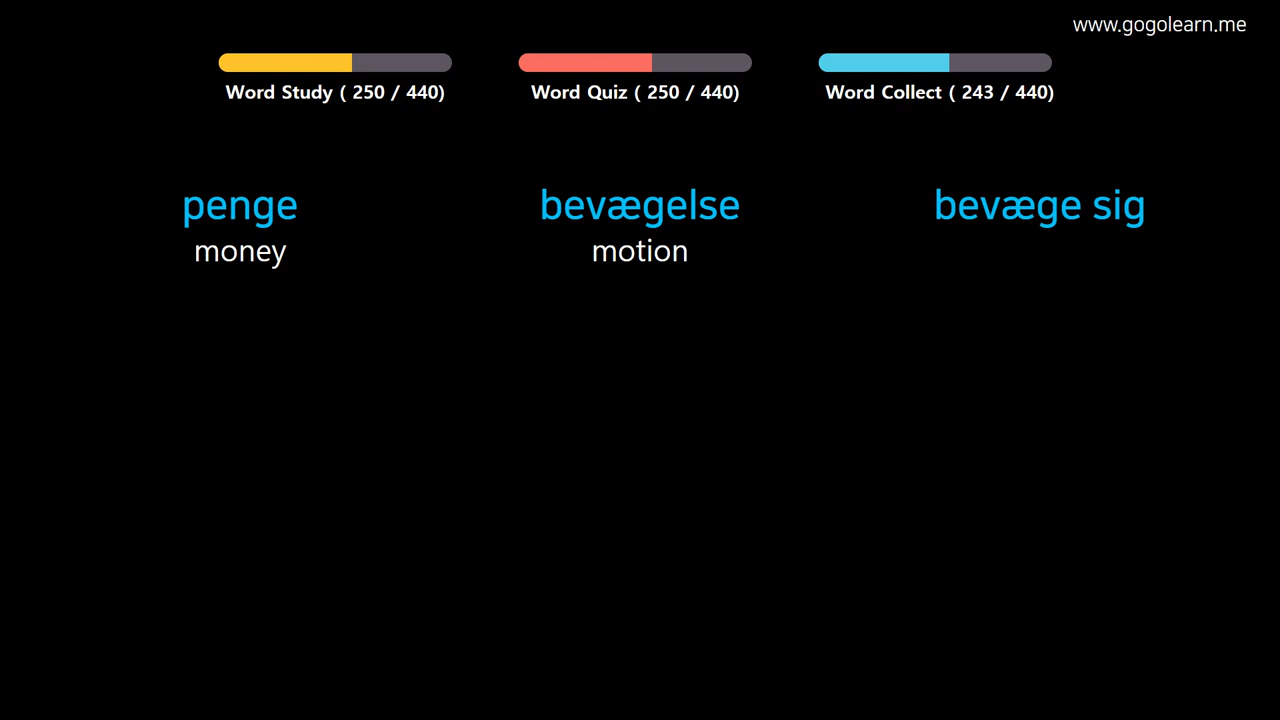 www.gogolearn.me
Word Study ( 250 / 440)
Word Quiz ( 250 / 440)
Word Collect ( 243 / 440)
penge
money
bevægelse
motion
bevæge sig